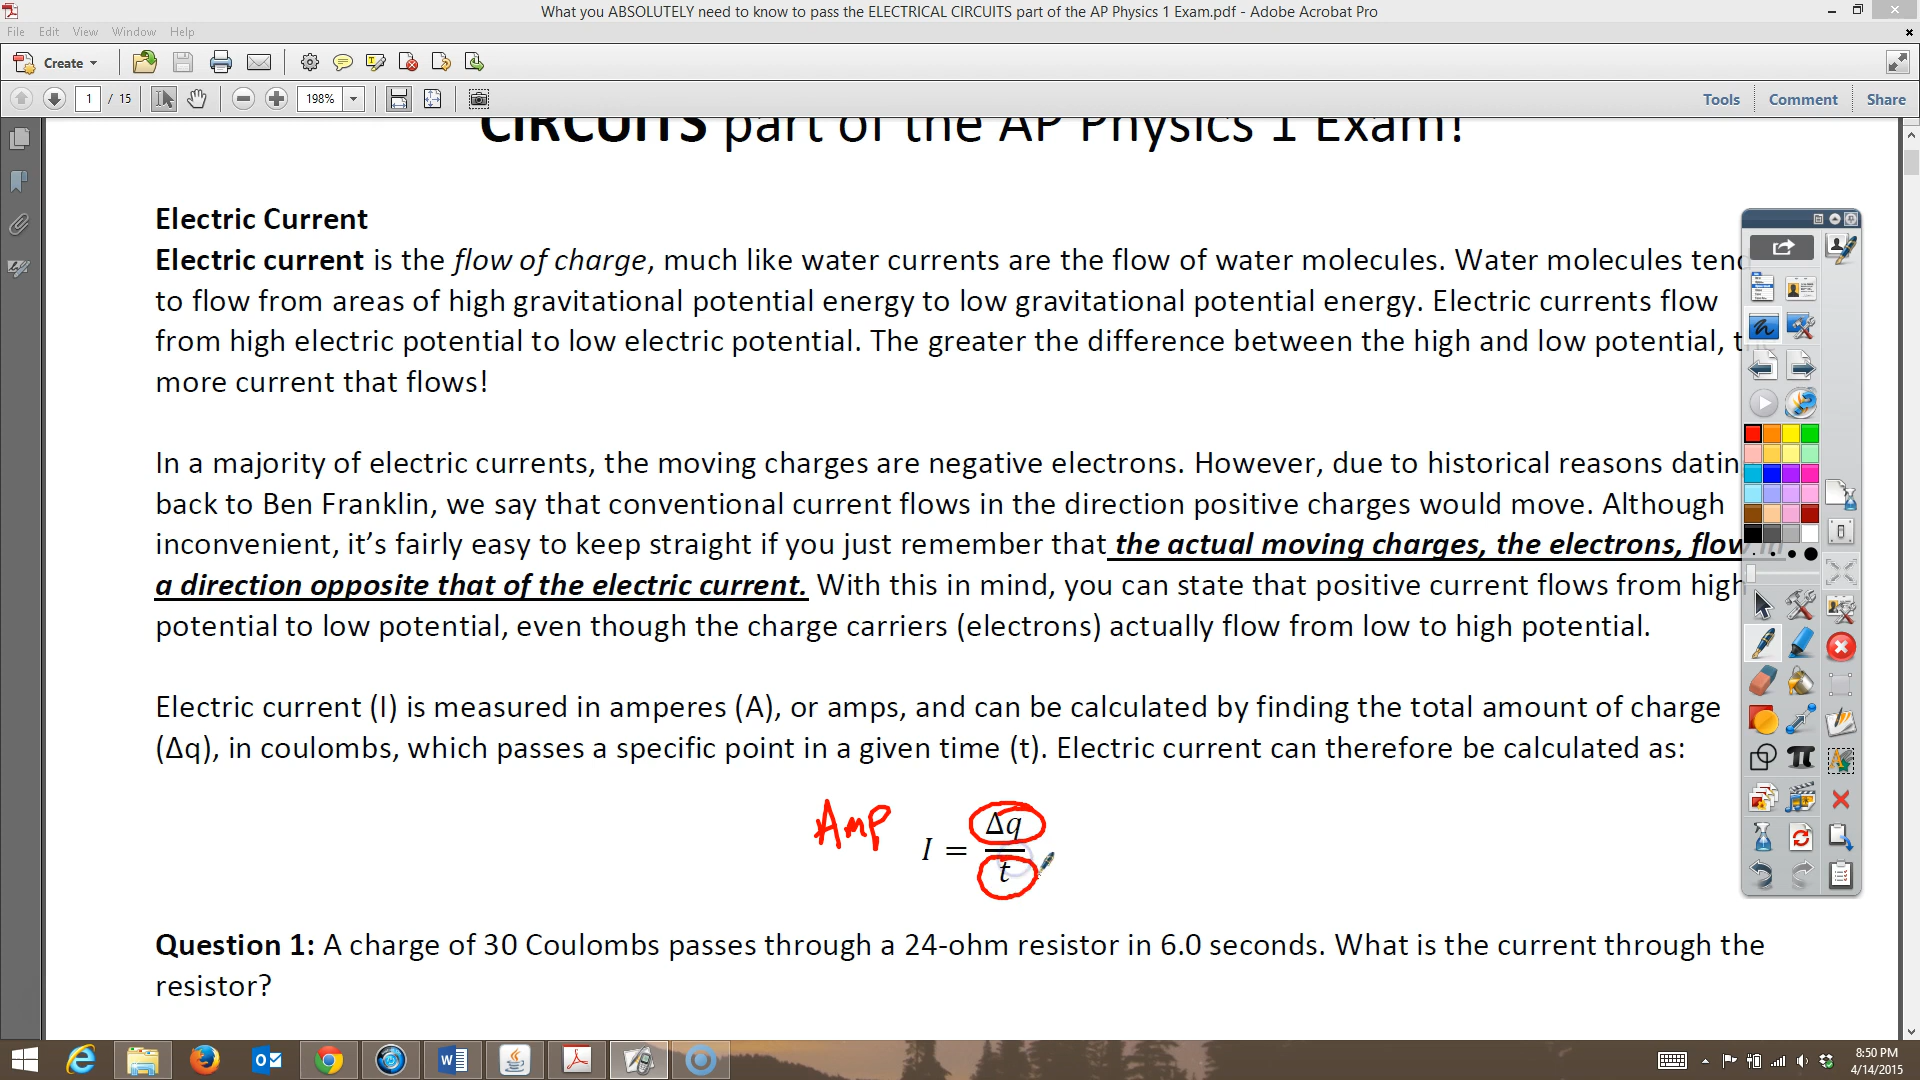 What you ABSOLUTELY need to know to pass the ELECTRICAL CIRCUITS part of the AP Physics 1 Exam.pdf - Adobe Acrobat Pro
File Edit View Window Help
Create
1 / 15 198% Tools Comment Share
CIRCUITS part of the AP Physics 1 Exam!
Electric Current
Electric current is the flow of charge, much like water currents are the flow of water molecules. Water molecules tend
to flow from areas of high gravitational potential energy to low gravitational potential energy. Electric currents flow
from high electric potential to low electric potential. The greater the difference between the high and low potential,
more current that flows!
In a majority of electric currents, the moving charges are negative electrons. However, due to historical reasons datin
back to Ben Franklin, we say that conventional current flows in the direction positive charges would move. Although
inconvenient, it's fairly easy to keep straight if you just remember that the actual moving charges, the electrons, flow
a direction opposite that of the electric current. With this in mind, you can state that positive current flows from high
potential to low potential, even though the charge carriers (electrons) actually flow from low to high potential.
Electric current (I) is measured in amperes (A), or amps, and can be calculated by finding the total amount of charge
(Δq), in coulombs, which passes a specific point in a given time (t). Electric current can therefore be calculated as:
Amp
I = Δq
t
Question 1: A charge of 30 Coulombs passes through a 24-ohm resistor in 6.0 seconds. What is the current through the
resistor?
8:50 PM
4/14/2015